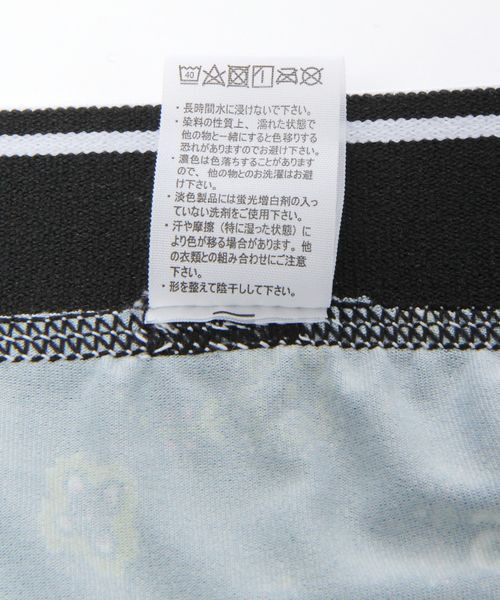 40
・長時間水に浸けないで下さい。
・染料の性質上、濡れた状態で
他の物と一緒にすると色移りする
恐れがありますのでお避け下さい。
・濃色は色落ちすることがあります
ので、他の物とのお洗濯はお避
け下さい。
・淡色製品には蛍光増白剤の入っ
ていない洗剤をご使用下さい。
・汗や摩擦（特に湿った状態）に
より色が移る場合があります。他
の衣類との組み合わせにご注意
下さい。
・形を整えて陰干しして下さい。